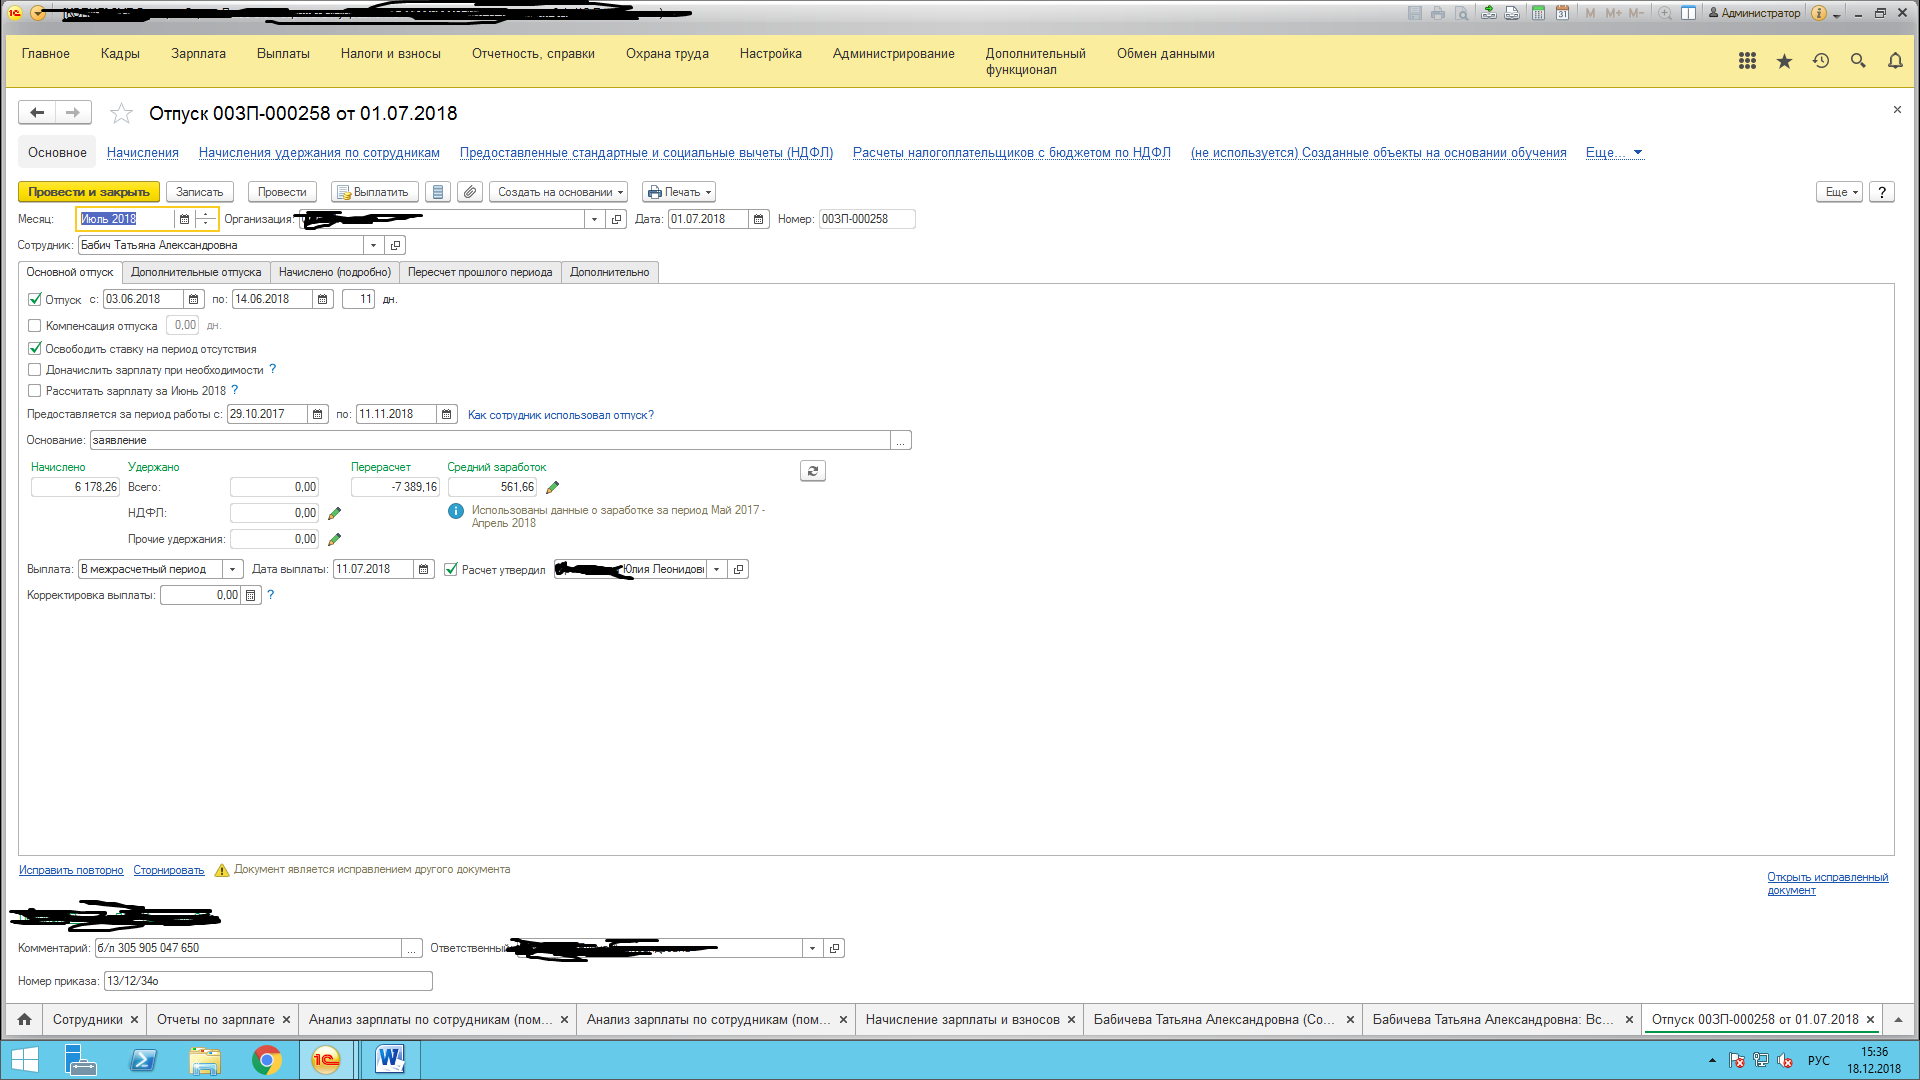 Администратор
Главное Кадры Зарплата Выплаты Налоги и взносы Отчетность, справки Охрана труда Настройка Администрирование Дополнительный функционал Обмен данными
Отпуск 00ЗП-000258 от 01.07.2018
Основное Начисления Начисления удержания по сотрудникам Предоставленные стандартные и социальные вычеты (НДФЛ) Расчеты налогоплательщиков с бюджетом по НДФЛ (не используется) Созданные объекты на основании обучения Еще...
Провести и закрыть Записать Провести Выплатить Создать на основании Печать Еще ?
Месяц: Июль 2018 Организация: Дата: 01.07.2018 Номер: 00ЗП-000258
Сотрудник: Бабич Татьяна Александровна
Основной отпуск Дополнительные отпуска Начислено (подробно) Пересчет прошлого периода Дополнительно
Отпуск с: 03.06.2018 по: 14.06.2018 11 дн.
Компенсация отпуска 0,00 дн.
Освободить ставку на период отсутствия
Доначислить зарплату при необходимости ?
Рассчитать зарплату за Июнь 2018 ?
Предоставляется за период работы с: 29.10.2017 по: 11.11.2018 Как сотрудник использовал отпуск?
Основание: заявление ...
Начислено Удержано Перерасчет Средний заработок
6 178,26 Всего: 0,00 -7 389,16 561,66
НДФЛ: 0,00 Использованы данные о заработке за период Май 2017 -
Апрель 2018
Прочие удержания: 0,00
Выплата: В межрасчетный период Дата выплаты: 11.07.2018 Расчет утвердил Юлия Леонидовн
Корректировка выплаты: 0,00 ?
Исправить повторно Сторнировать Документ является исправлением другого документа
Открыть исправленный
документ
Комментарий: б/л 305 905 047 650 ... Ответственный:
Номер приказа: 13/12/34о
Сотрудники Отчеты по зарплате Анализ зарплаты по сотрудникам (пом... Анализ зарплаты по сотрудникам (пом... Начисление зарплаты и взносов Бабичева Татьяна Александровна (Со... Бабичева Татьяна Александровна: Вс... Отпуск 00ЗП-000258 от 01.07.2018
РУС 15:36
18.12.2018